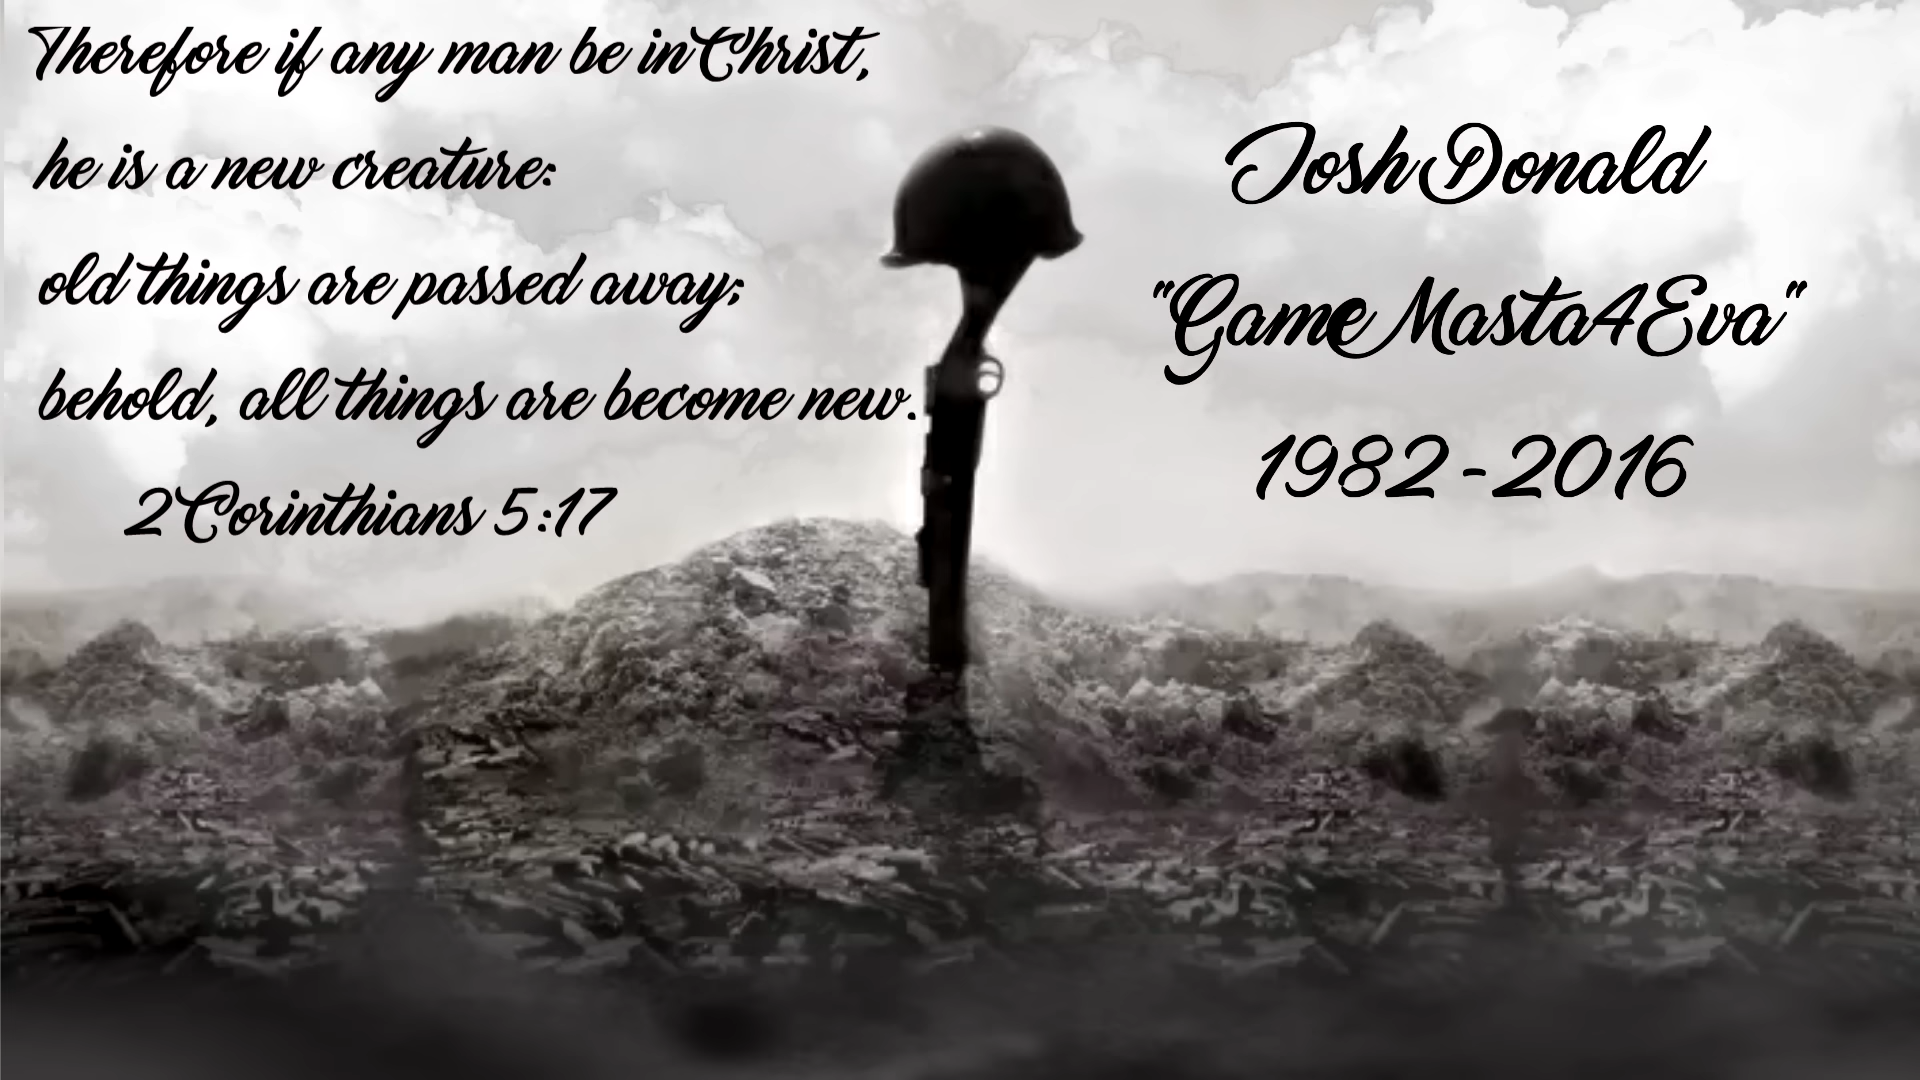 Therefore if any man be in Christ,
he is a new creature:
old things are passed away;
behold, all things are become new.
2 Corinthians 5:17
Josh Donald
"GameMasta4Eva"
1982-2016